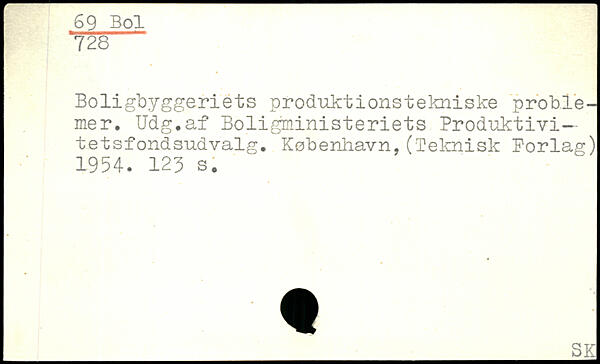 69 Bol
728
Boligbyggeriets produktionstekniske proble-
mer. Udg.af Boligministeriets Produktivi-
tetsfondsudvalg. København,(Teknisk Forlag)
1954. 123 s.
SK